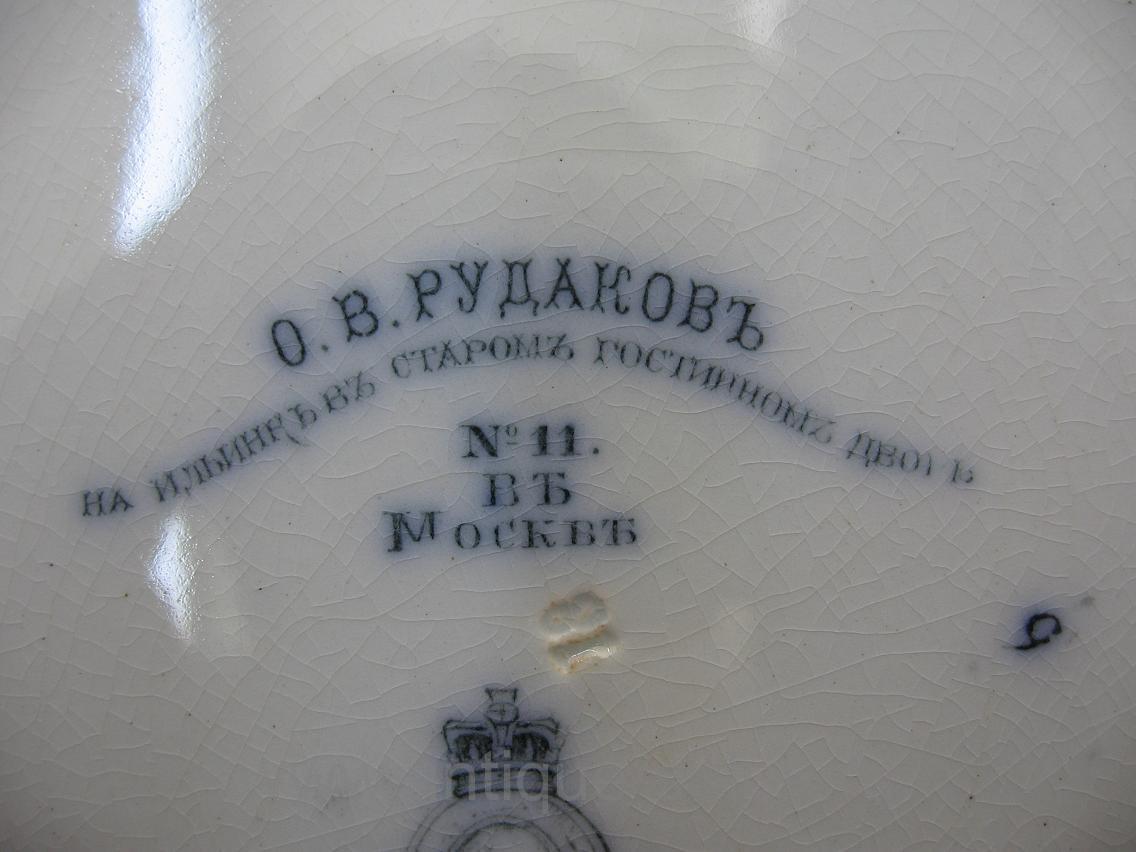 О. В. РУДАКОВЪ
НА ИЛЬИНКѢ ВЪ СТАРОМЪ ГОСТИННОМЪ ДВОРѢ
№ 11.
ВЪ
МОСКВѢ